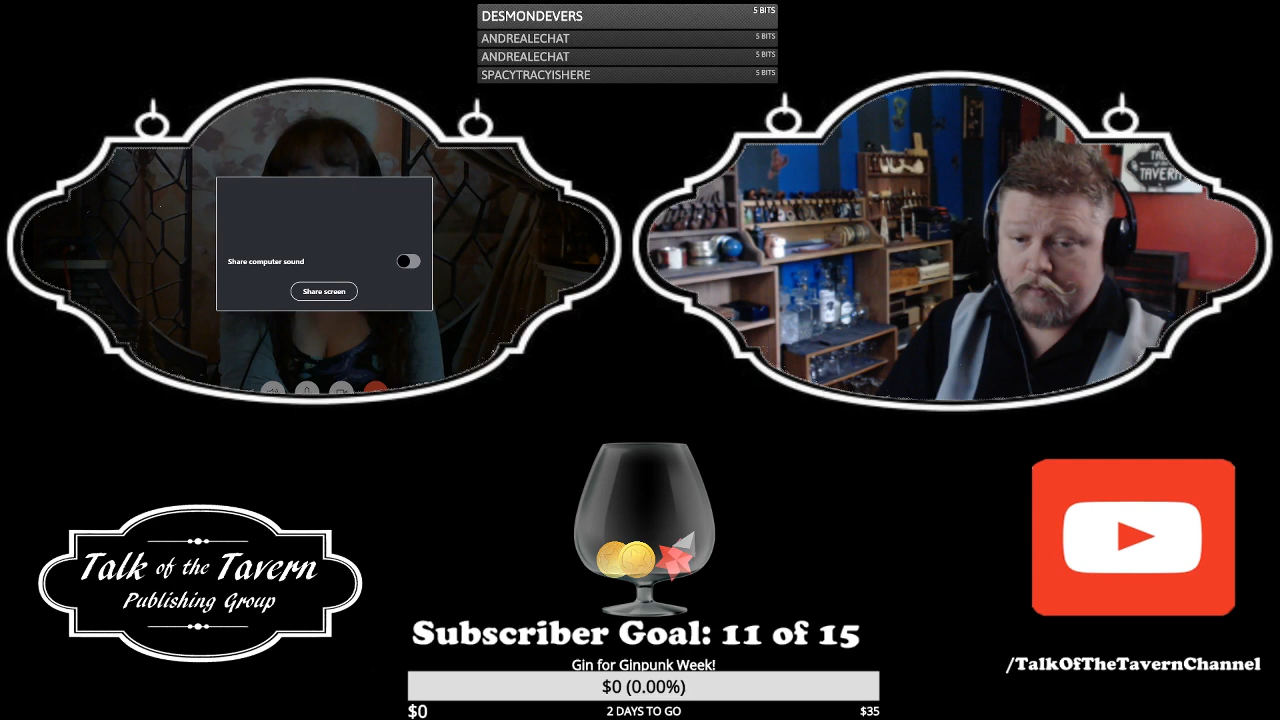 DESMONDEVERS 5 BITS
ANDREALECHAT 5 BITS
ANDREALECHAT 5 BITS
SPACYTRACYISHERE 5 BITS
TAVERN
Share computer sound
Share screen
Talk of the Tavern
Publishing Group
Subscriber Goal: 11 of 15
Gin for Ginpunk Week!
$0 (0.00%)
$0 2 DAYS TO GO $35
/TalkOfTheTavernChannel